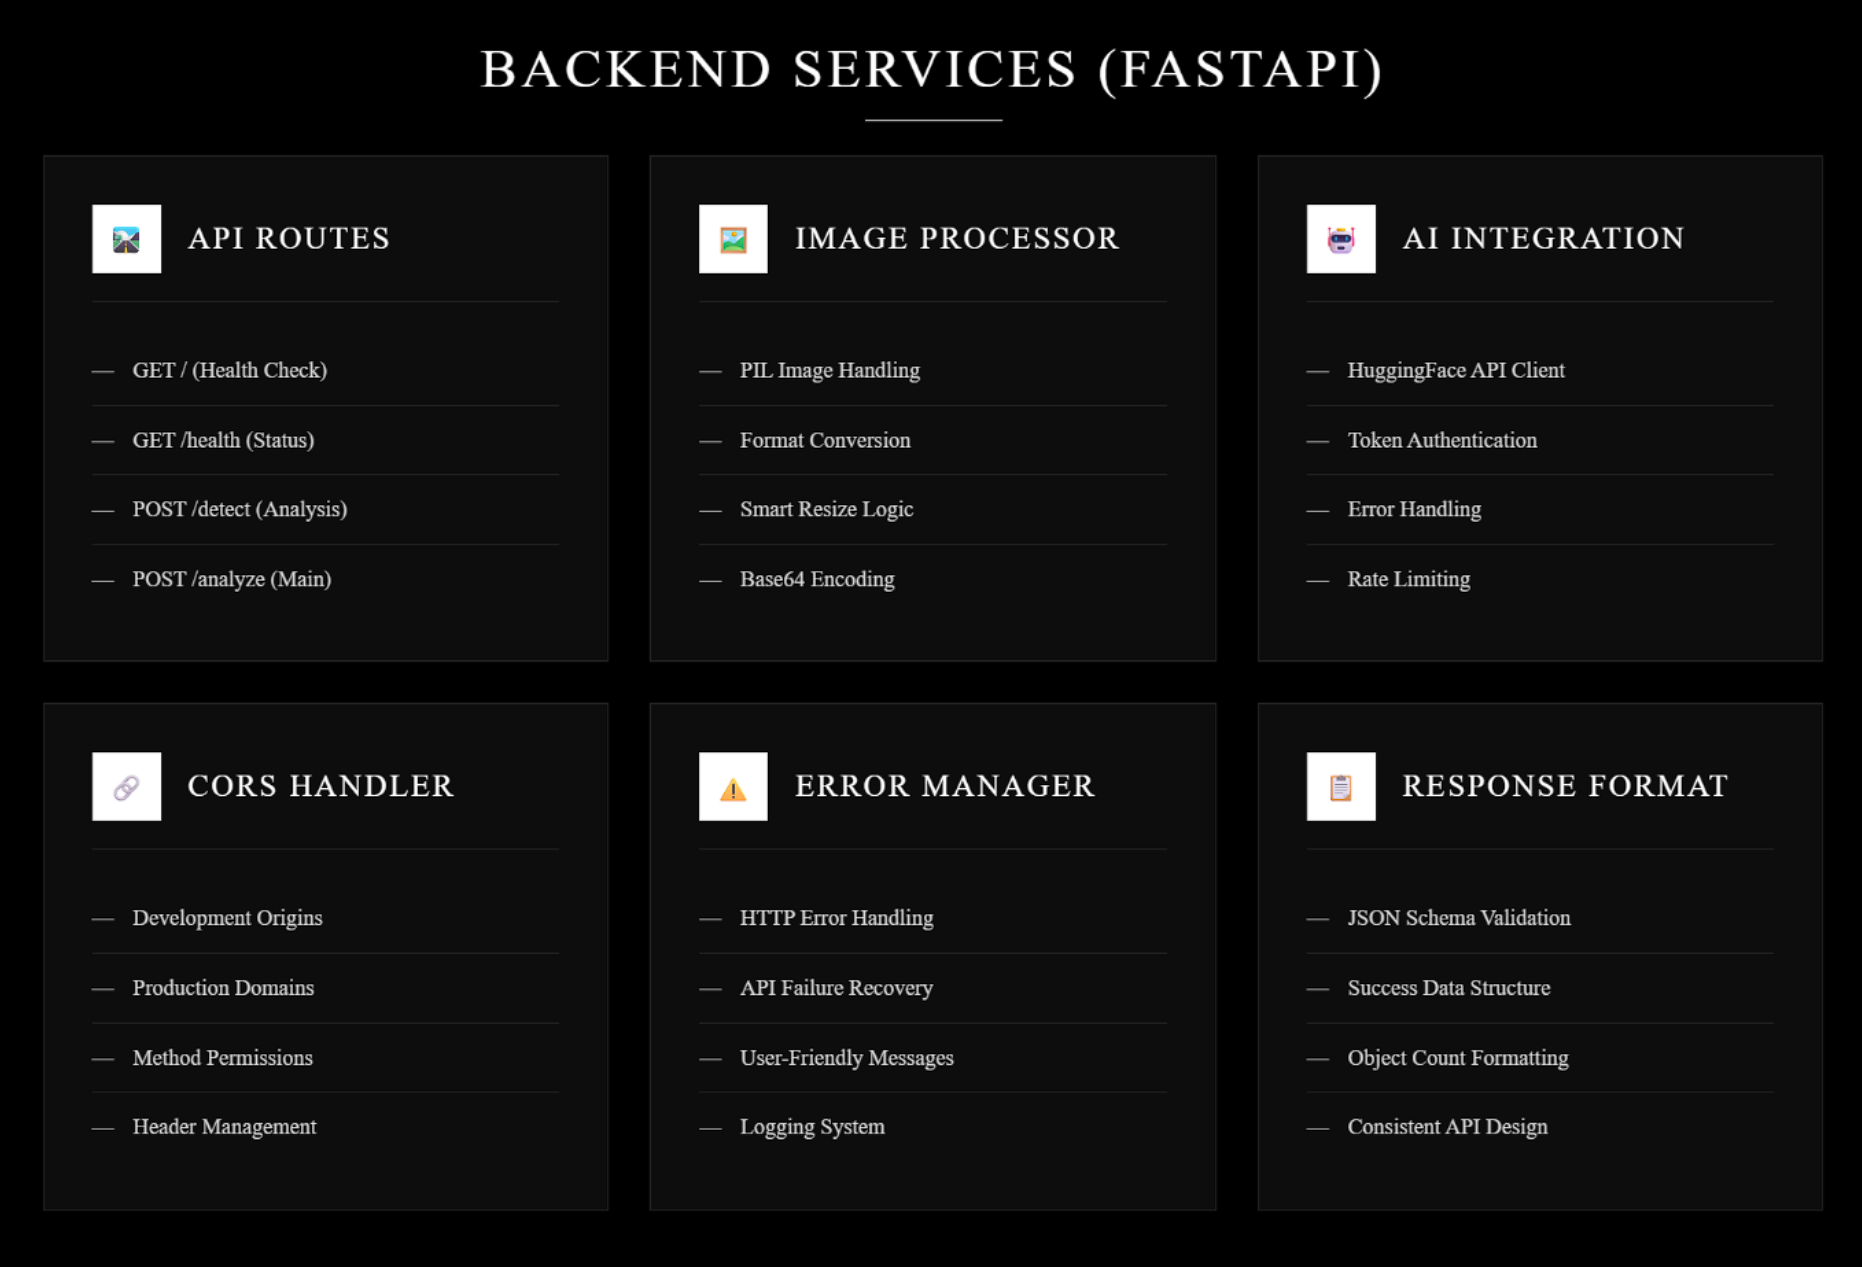 BACKEND SERVICES (FASTAPI)
API ROUTES
— GET / (Health Check)
— GET /health (Status)
— POST /detect (Analysis)
— POST /analyze (Main)
IMAGE PROCESSOR
— PIL Image Handling
— Format Conversion
— Smart Resize Logic
— Base64 Encoding
AI INTEGRATION
— HuggingFace API Client
— Token Authentication
— Error Handling
— Rate Limiting
CORS HANDLER
— Development Origins
— Production Domains
— Method Permissions
— Header Management
ERROR MANAGER
— HTTP Error Handling
— API Failure Recovery
— User-Friendly Messages
— Logging System
RESPONSE FORMAT
— JSON Schema Validation
— Success Data Structure
— Object Count Formatting
— Consistent API Design